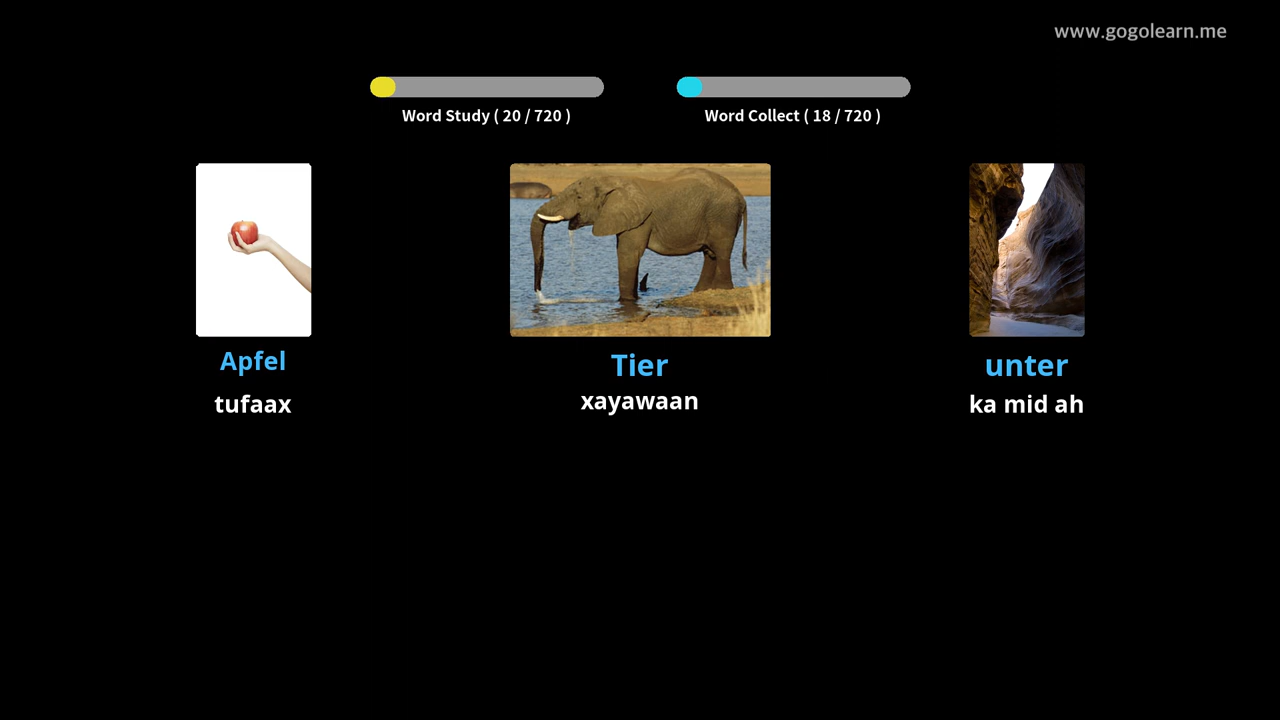 www.gogolearn.me
Word Study ( 20 / 720 )
Word Collect ( 18 / 720 )
Apfel
tufaax
Tier
xayawaan
unter
ka mid ah